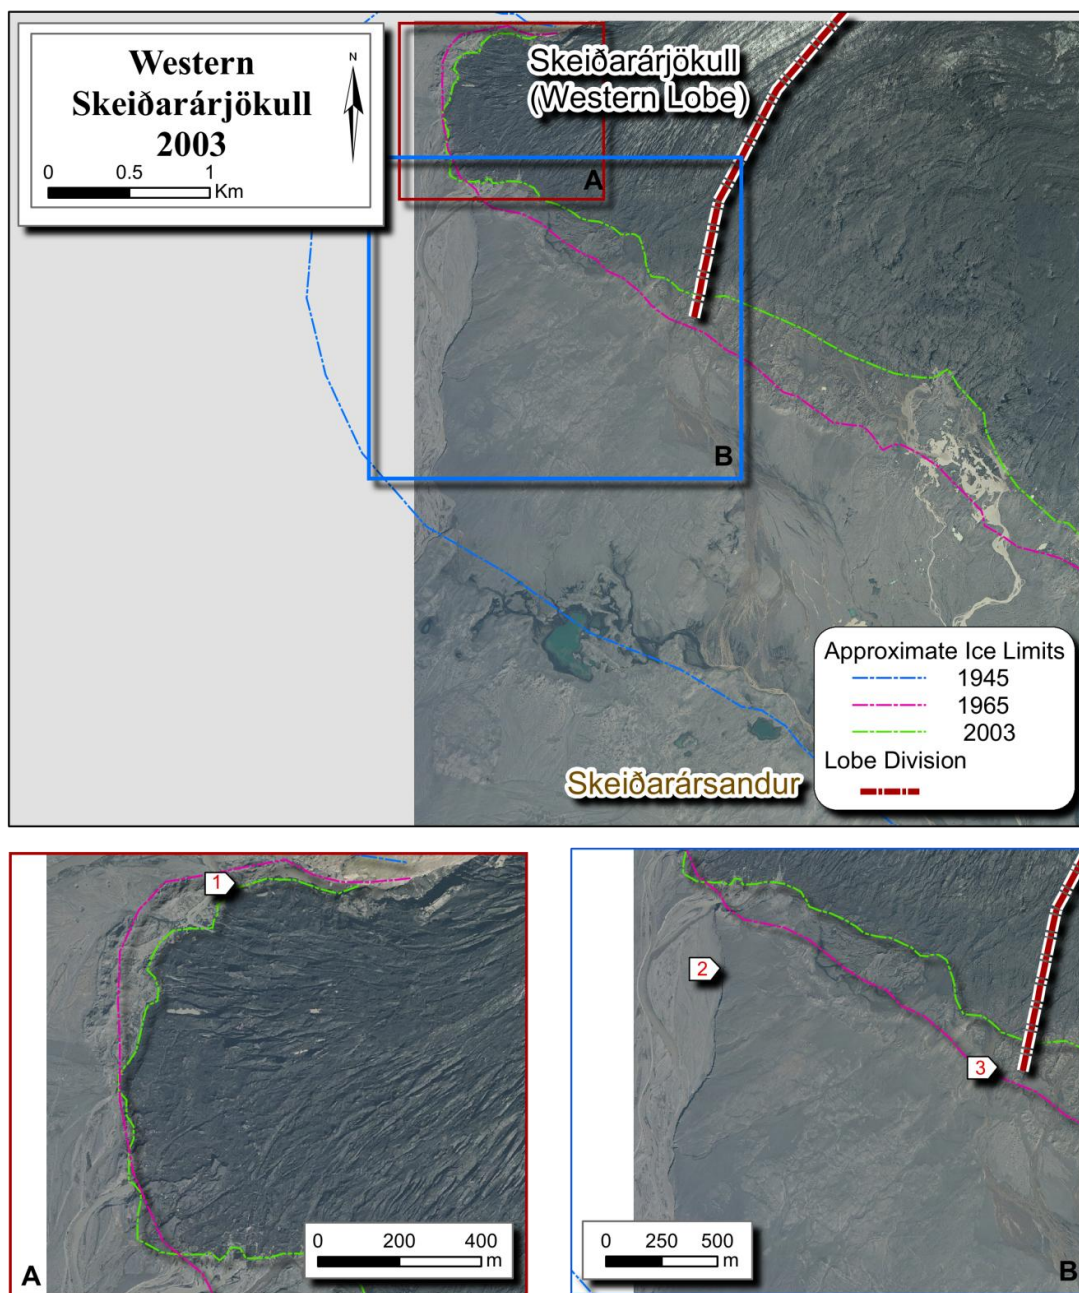 Western
Skeiðarárjökull
2003
N
0 0.5 1
Km
Skeiðarárjökull
(Western Lobe)
A
B
Approximate Ice Limits
1945
1965
2003
Lobe Division
Skeiðarársandur
1
0 200 400
m
A
2
3
0 250 500
m
B